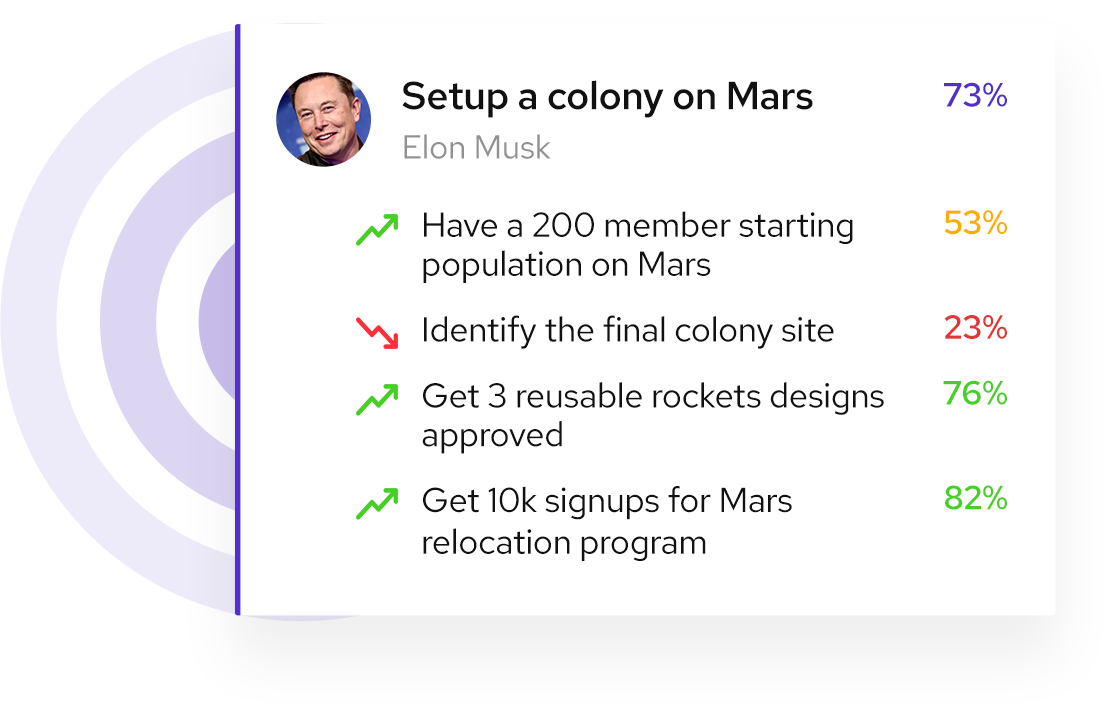 Setup a colony on Mars 73%
Elon Musk
Have a 200 member starting 53%
population on Mars
Identify the final colony site 23%
Get 3 reusable rockets designs 76%
approved
Get 10k signups for Mars 82%
relocation program